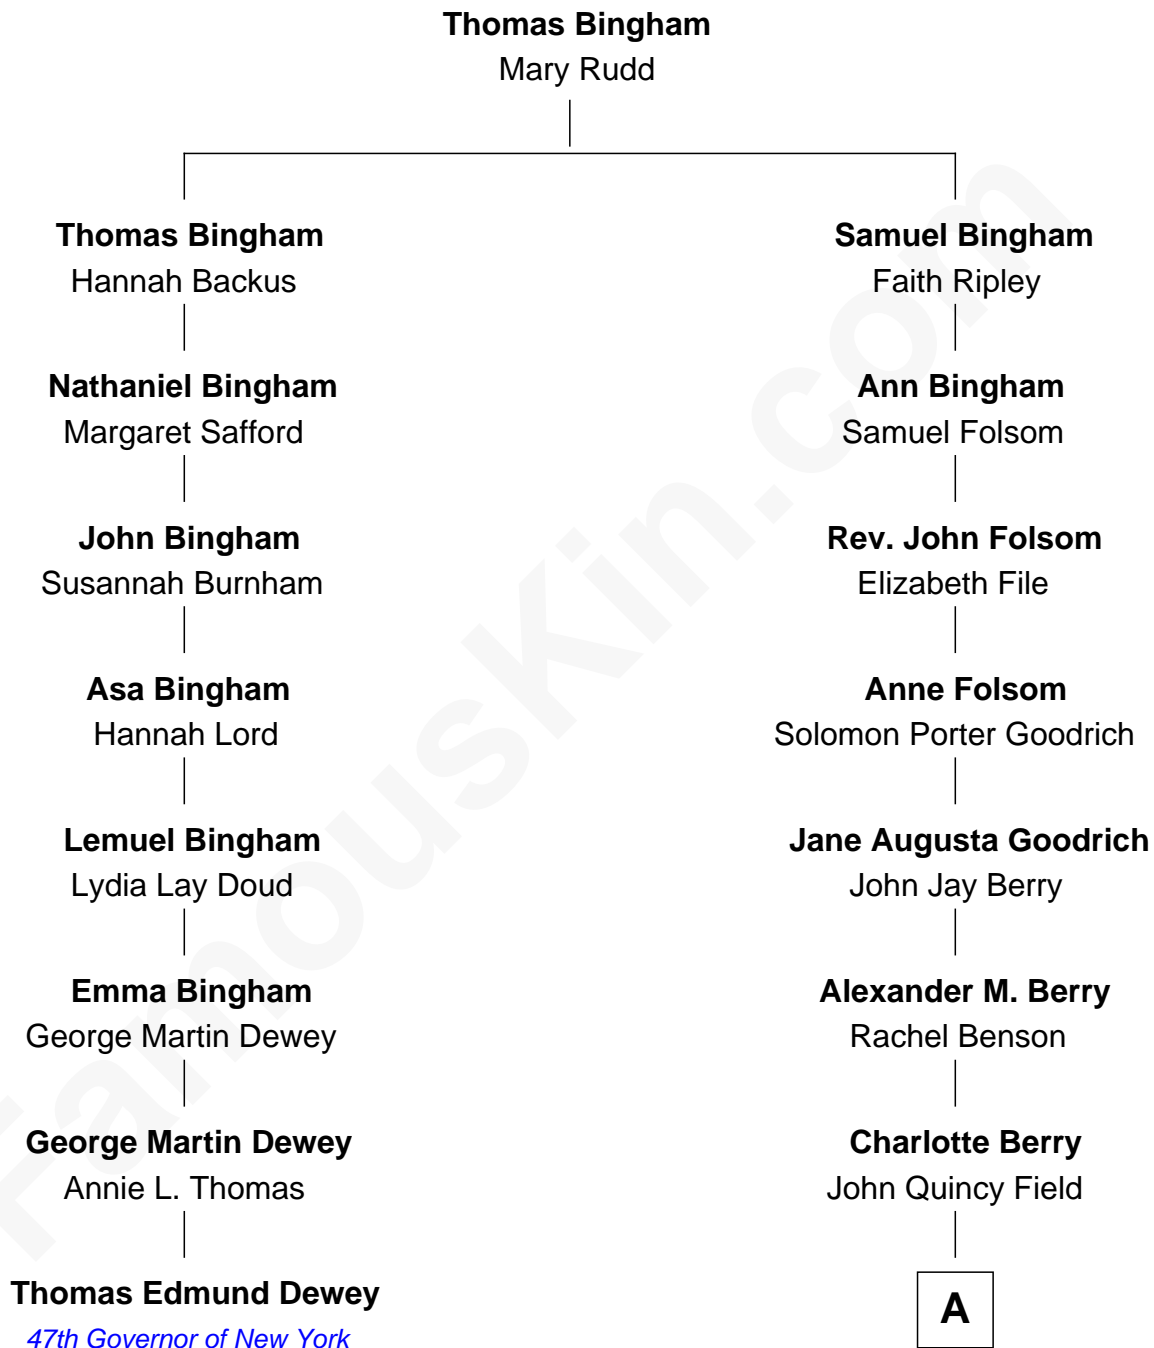 Thomas Bingham
Mary Rudd
Thomas Bingham
Hannah Backus
Samuel Bingham
Faith Ripley
Nathaniel Bingham
Margaret Safford
Ann Bingham
Samuel Folsom
John Bingham
Susannah Burnham
Rev. John Folsom
Elizabeth File
Asa Bingham
Hannah Lord
Anne Folsom
Solomon Porter Goodrich
Lemuel Bingham
Lydia Lay Doud
Jane Augusta Goodrich
John Jay Berry
Emma Bingham
George Martin Dewey
Alexander M. Berry
Rachel Benson
George Martin Dewey
Annie L. Thomas
Charlotte Berry
John Quincy Field
Thomas Edmund Dewey
47th Governor of New York
A
FamousKin.com